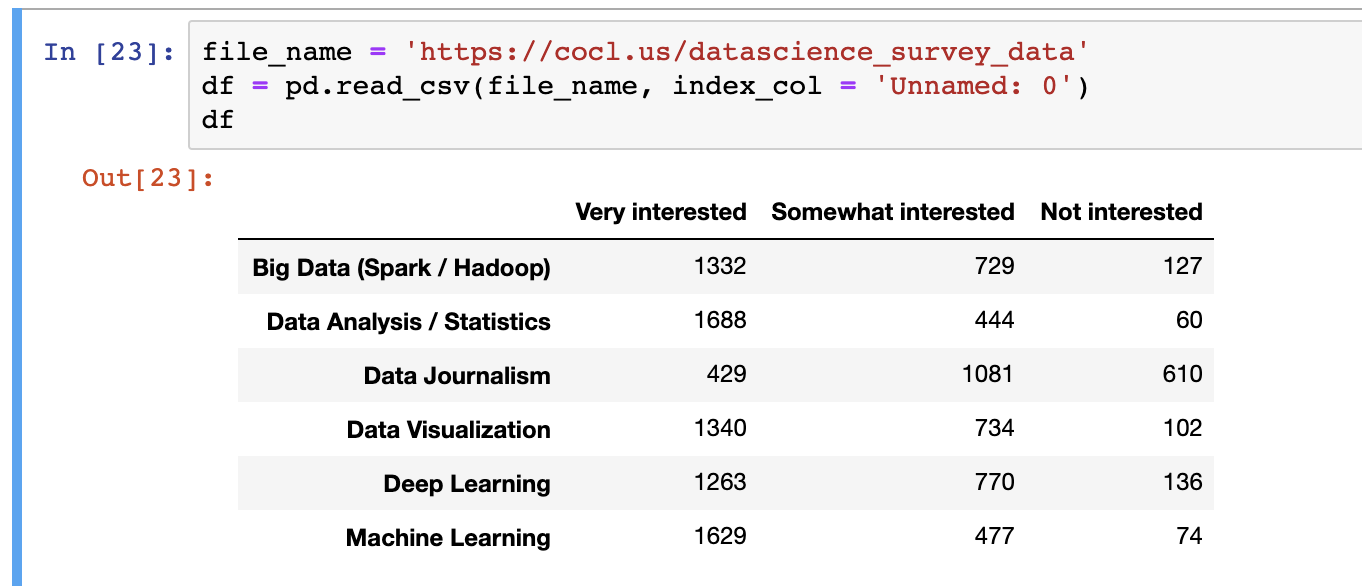 In [23]: file_name = 'https://cocl.us/datascience_survey_data'
df = pd.read_csv(file_name, index_col = 'Unnamed: 0')
df
Out[23]:
Very interested Somewhat interested Not interested
Big Data (Spark / Hadoop) 1332 729 127
Data Analysis / Statistics 1688 444 60
Data Journalism 429 1081 610
Data Visualization 1340 734 102
Deep Learning 1263 770 136
Machine Learning 1629 477 74